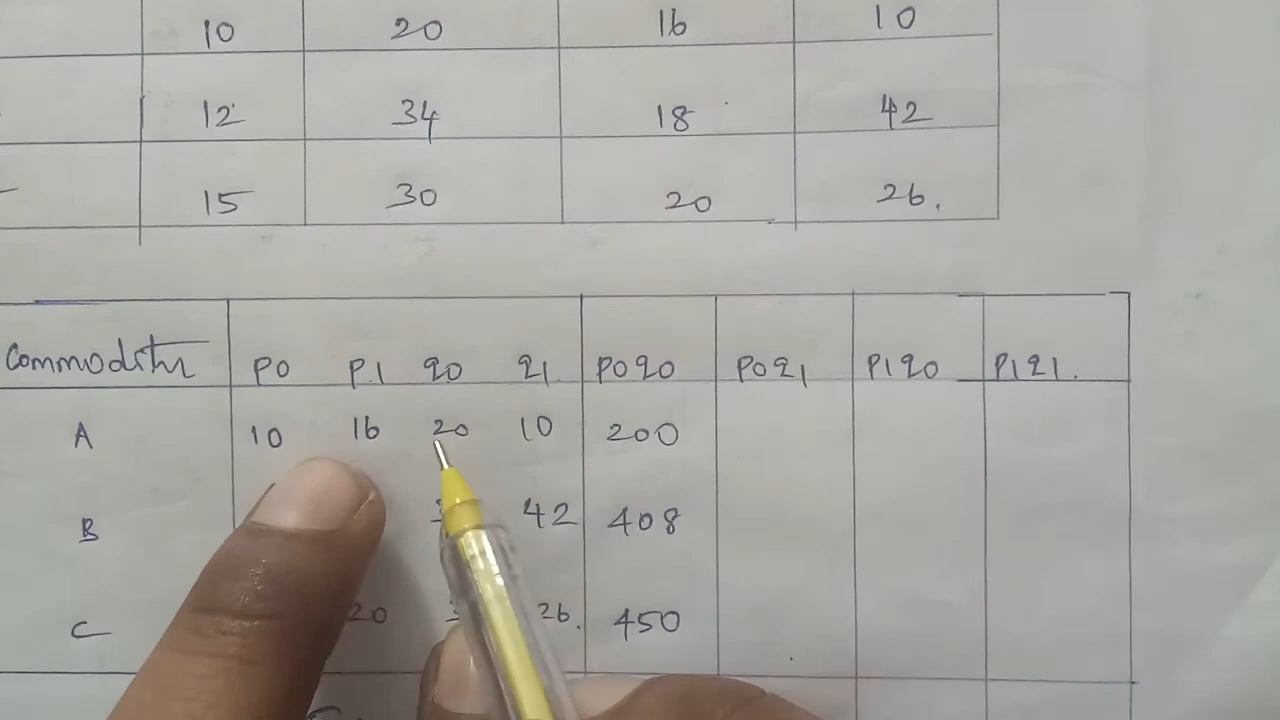 10 20 16 10
12 34 18 42
15 30 20 26.
Commodity P0 P1 q0 q1 P0q0 P0q1 P1q0 P1q1.
A 10 16 20 10 200
B 42 408
C 20 26. 450